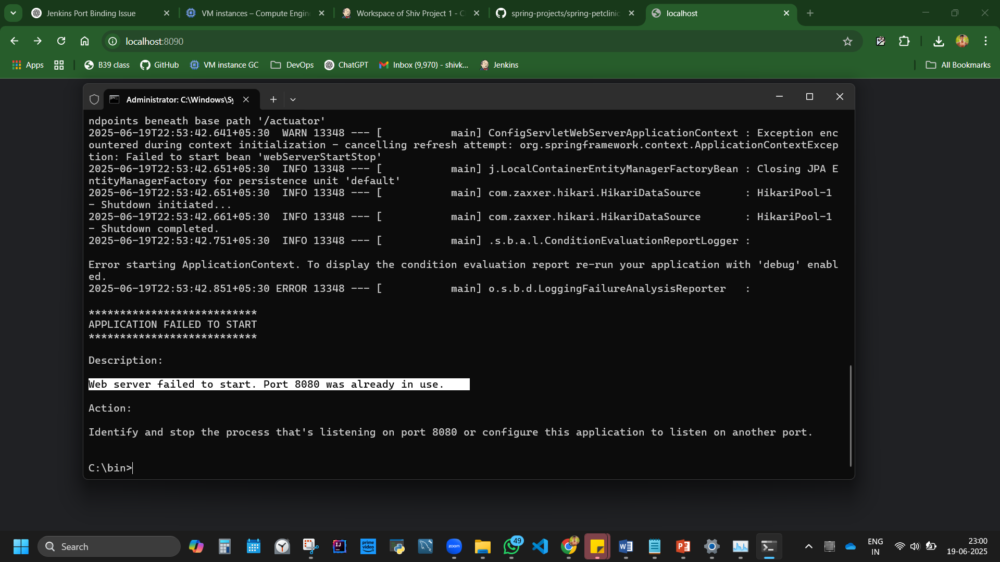 Jenkins Port Binding Issue
VM instances – Compute Engin
Workspace of Shiv Project 1 - C
spring-projects/spring-petclinic
localhost
localhost:8090
Apps
B39 class
GitHub
VM instance GC
DevOps
ChatGPT
Inbox (9,970) - shivk...
Jenkins
All Bookmarks
Administrator: C:\Windows\Sy
ndpoints beneath base path '/actuator'
2025-06-19T22:53:42.641+05:30  WARN 13348 --- [           main] ConfigServletWebServerApplicationContext : Exception enc
ountered during context initialization - cancelling refresh attempt: org.springframework.context.ApplicationContextExcep
tion: Failed to start bean 'webServerStartStop'
2025-06-19T22:53:42.651+05:30  INFO 13348 --- [           main] j.LocalContainerEntityManagerFactoryBean : Closing JPA E
ntityManagerFactory for persistence unit 'default'
2025-06-19T22:53:42.651+05:30  INFO 13348 --- [           main] com.zaxxer.hikari.HikariDataSource       : HikariPool-1
- Shutdown initiated...
2025-06-19T22:53:42.661+05:30  INFO 13348 --- [           main] com.zaxxer.hikari.HikariDataSource       : HikariPool-1
- Shutdown completed.
2025-06-19T22:53:42.751+05:30  INFO 13348 --- [           main] .s.b.a.l.ConditionEvaluationReportLogger :
Error starting ApplicationContext. To display the condition evaluation report re-run your application with 'debug' enabl
ed.
2025-06-19T22:53:42.851+05:30 ERROR 13348 --- [           main] o.s.b.d.LoggingFailureAnalysisReporter   :
***************************
APPLICATION FAILED TO START
***************************
Description:
Web server failed to start. Port 8080 was already in use.
Action:
Identify and stop the process that's listening on port 8080 or configure this application to listen on another port.
C:\bin>
Search
IJ
prime video
zoom
49
W
P
ENG
IN
23:00
19-06-2025